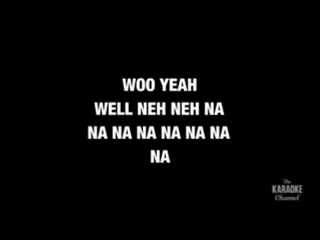 WOO YEAH
WELL NEH NEH NA
NA NA NA NA NA NA
NA
The
KARAOKE
Channel